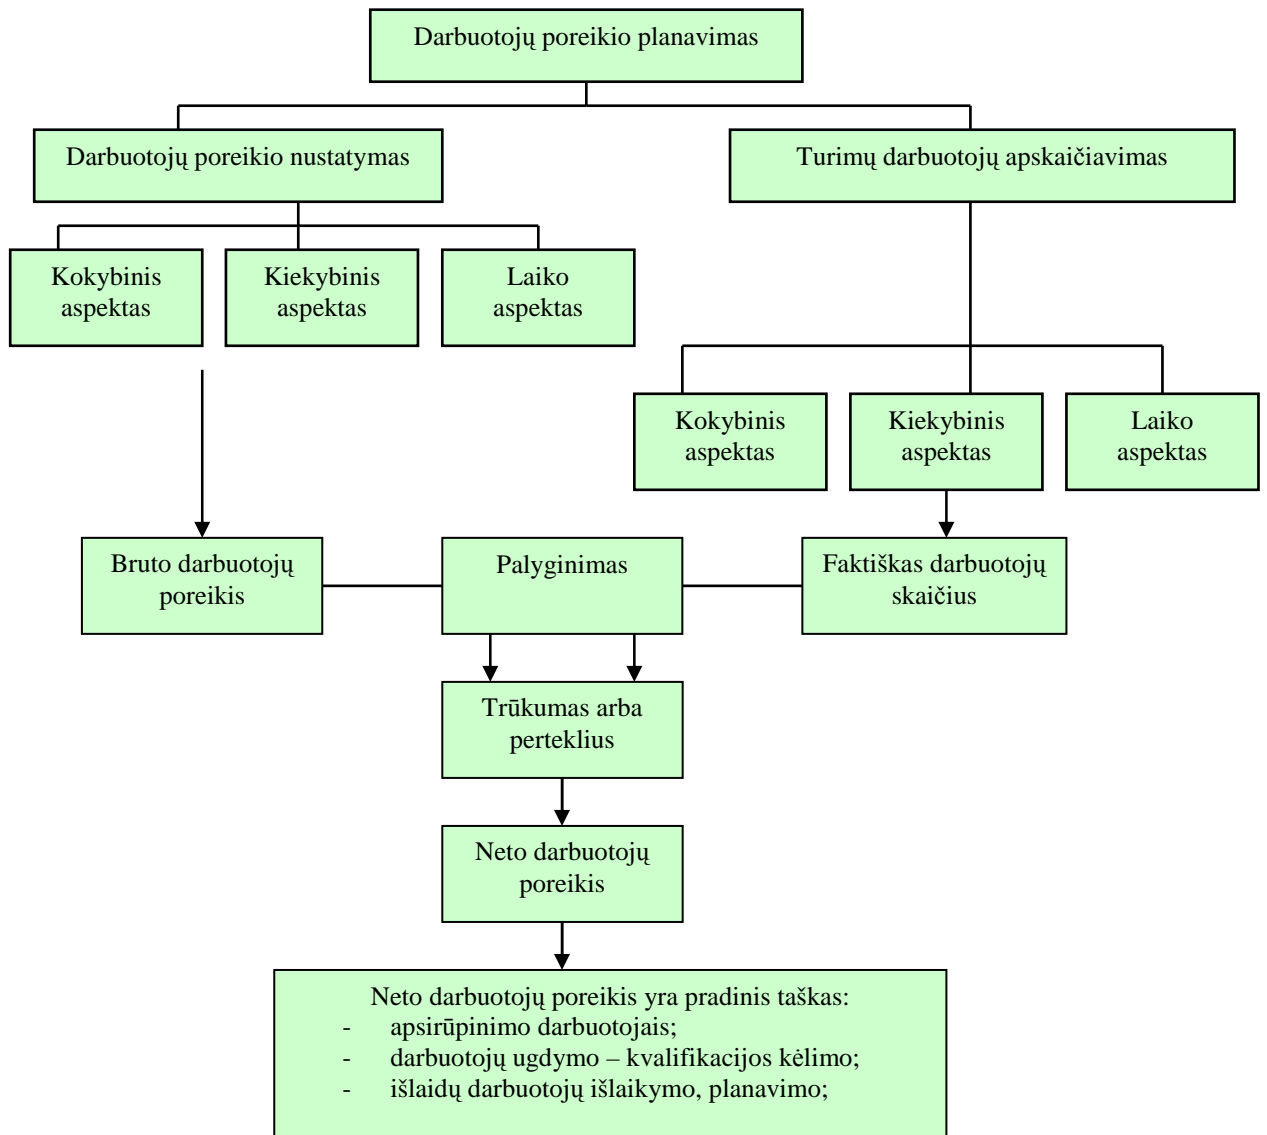 Darbuotojų poreikio planavimas
Darbuotojų poreikio nustatymas
Turimų darbuotojų apskaičiavimas
Kokybinis
aspektas
Kiekybinis
aspektas
Laiko
aspektas
Kokybinis
aspektas
Kiekybinis
aspektas
Laiko
aspektas
Bruto darbuotojų
poreikis
Palyginimas
Faktiškas darbuotojų
skaičius
Trūkumas arba
perteklius
Neto darbuotojų
poreikis
Neto darbuotojų poreikis yra pradinis taškas:
- apsirūpinimo darbuotojais;
- darbuotojų ugdymo – kvalifikacijos kėlimo;
- išlaidų darbuotojų išlaikymo, planavimo;